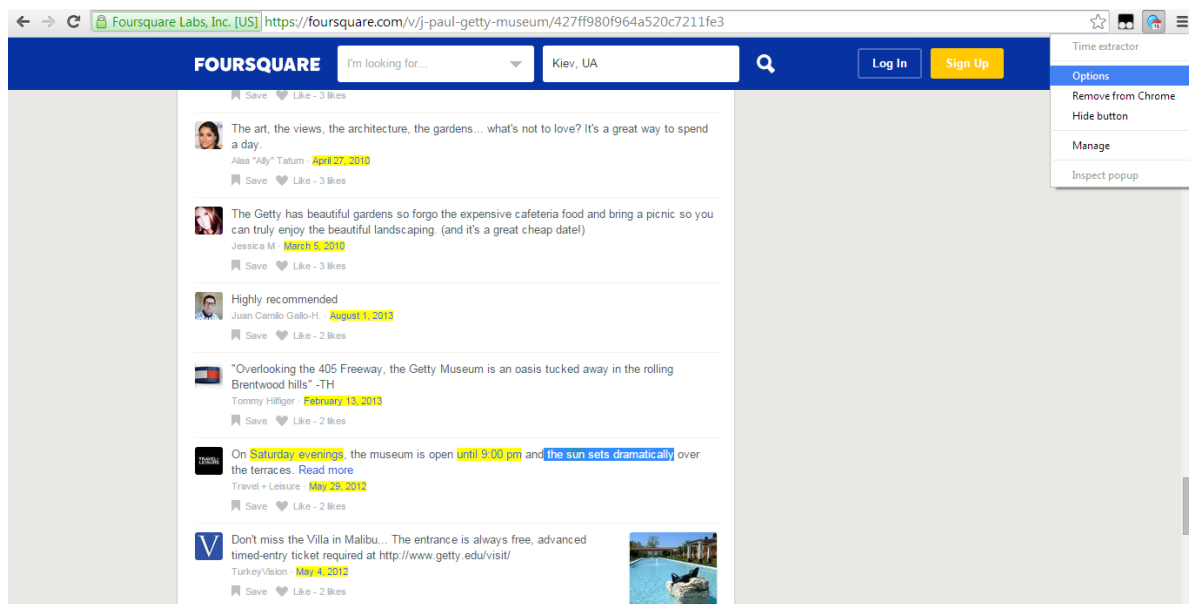 Foursquare Labs, Inc. [US] https://foursquare.com/v/j-paul-getty-museum/427ff980f964a520c7211fe3
Time extractor
Options
Remove from Chrome
Hide button
Manage
Inspect popup
FOURSQUARE I'm looking for... Kiev, UA Log In Sign Up
Save Like - 3 likes
The art, the views, the architecture, the gardens... what's not to love? It's a great way to spend
a day.
Alaa "Ally" Tatum · April 27, 2010
Save Like - 3 likes
The Getty has beautiful gardens so forgo the expensive cafeteria food and bring a picnic so you
can truly enjoy the beautiful landscaping. (and it's a great cheap date!)
Jessica M · March 5, 2010
Save Like - 3 likes
Highly recommended
Juan Camilo Gallo-H. · August 1, 2013
Save Like - 2 likes
"Overlooking the 405 Freeway, the Getty Museum is an oasis tucked away in the rolling
Brentwood hills" -TH
Tommy Hilfiger · February 13, 2013
Save Like - 2 likes
TRAVEL+
LEISURE
On Saturday evenings, the museum is open until 9:00 pm and the sun sets dramatically over
the terraces. Read more
Travel + Leisure · May 29, 2012
Save Like - 2 likes
V
Don't miss the Villa in Malibu... The entrance is always free, advanced
timed-entry ticket required at http://www.getty.edu/visit/
TurkeyVision · May 4, 2012
Save Like - 2 likes